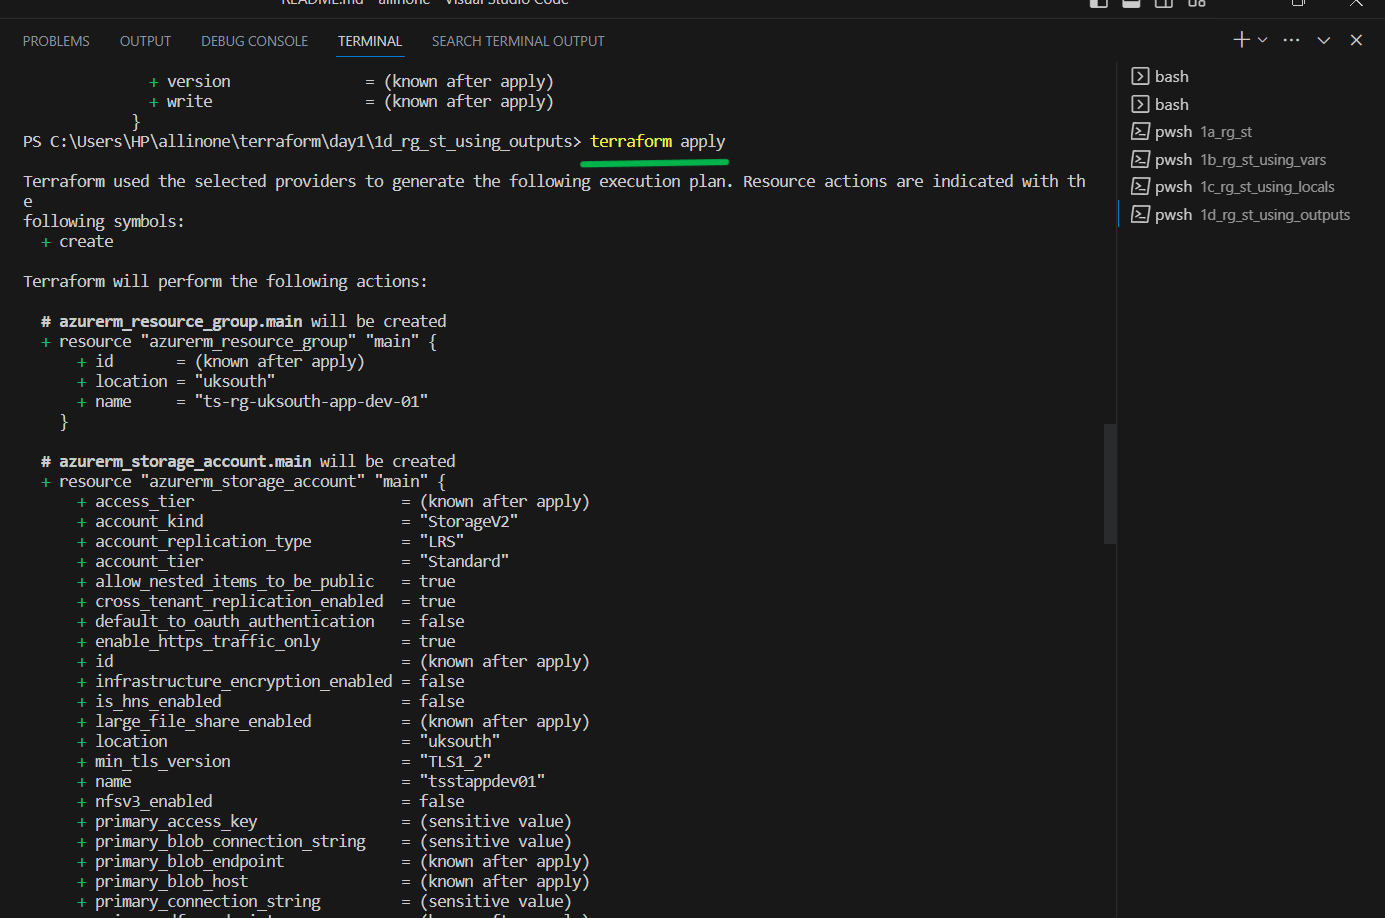 README.md - allinone - Visual Studio Code
PROBLEMS OUTPUT DEBUG CONSOLE TERMINAL SEARCH TERMINAL OUTPUT
+ version = (known after apply)
+ write = (known after apply)
}
PS C:\Users\HP\allinone\terraform\day1\1d_rg_st_using_outputs> terraform apply
Terraform used the selected providers to generate the following execution plan. Resource actions are indicated with th
e
following symbols:
+ create
Terraform will perform the following actions:
# azurerm_resource_group.main will be created
+ resource "azurerm_resource_group" "main" {
+ id = (known after apply)
+ location = "uksouth"
+ name = "ts-rg-uksouth-app-dev-01"
}
# azurerm_storage_account.main will be created
+ resource "azurerm_storage_account" "main" {
+ access_tier = (known after apply)
+ account_kind = "StorageV2"
+ account_replication_type = "LRS"
+ account_tier = "Standard"
+ allow_nested_items_to_be_public = true
+ cross_tenant_replication_enabled = true
+ default_to_oauth_authentication = false
+ enable_https_traffic_only = true
+ id = (known after apply)
+ infrastructure_encryption_enabled = false
+ is_hns_enabled = false
+ large_file_share_enabled = (known after apply)
+ location = "uksouth"
+ min_tls_version = "TLS1_2"
+ name = "tsstappdev01"
+ nfsv3_enabled = false
+ primary_access_key = (sensitive value)
+ primary_blob_connection_string = (sensitive value)
+ primary_blob_endpoint = (known after apply)
+ primary_blob_host = (known after apply)
+ primary_connection_string = (sensitive value)
bash
bash
pwsh 1a_rg_st
pwsh 1b_rg_st_using_vars
pwsh 1c_rg_st_using_locals
pwsh 1d_rg_st_using_outputs